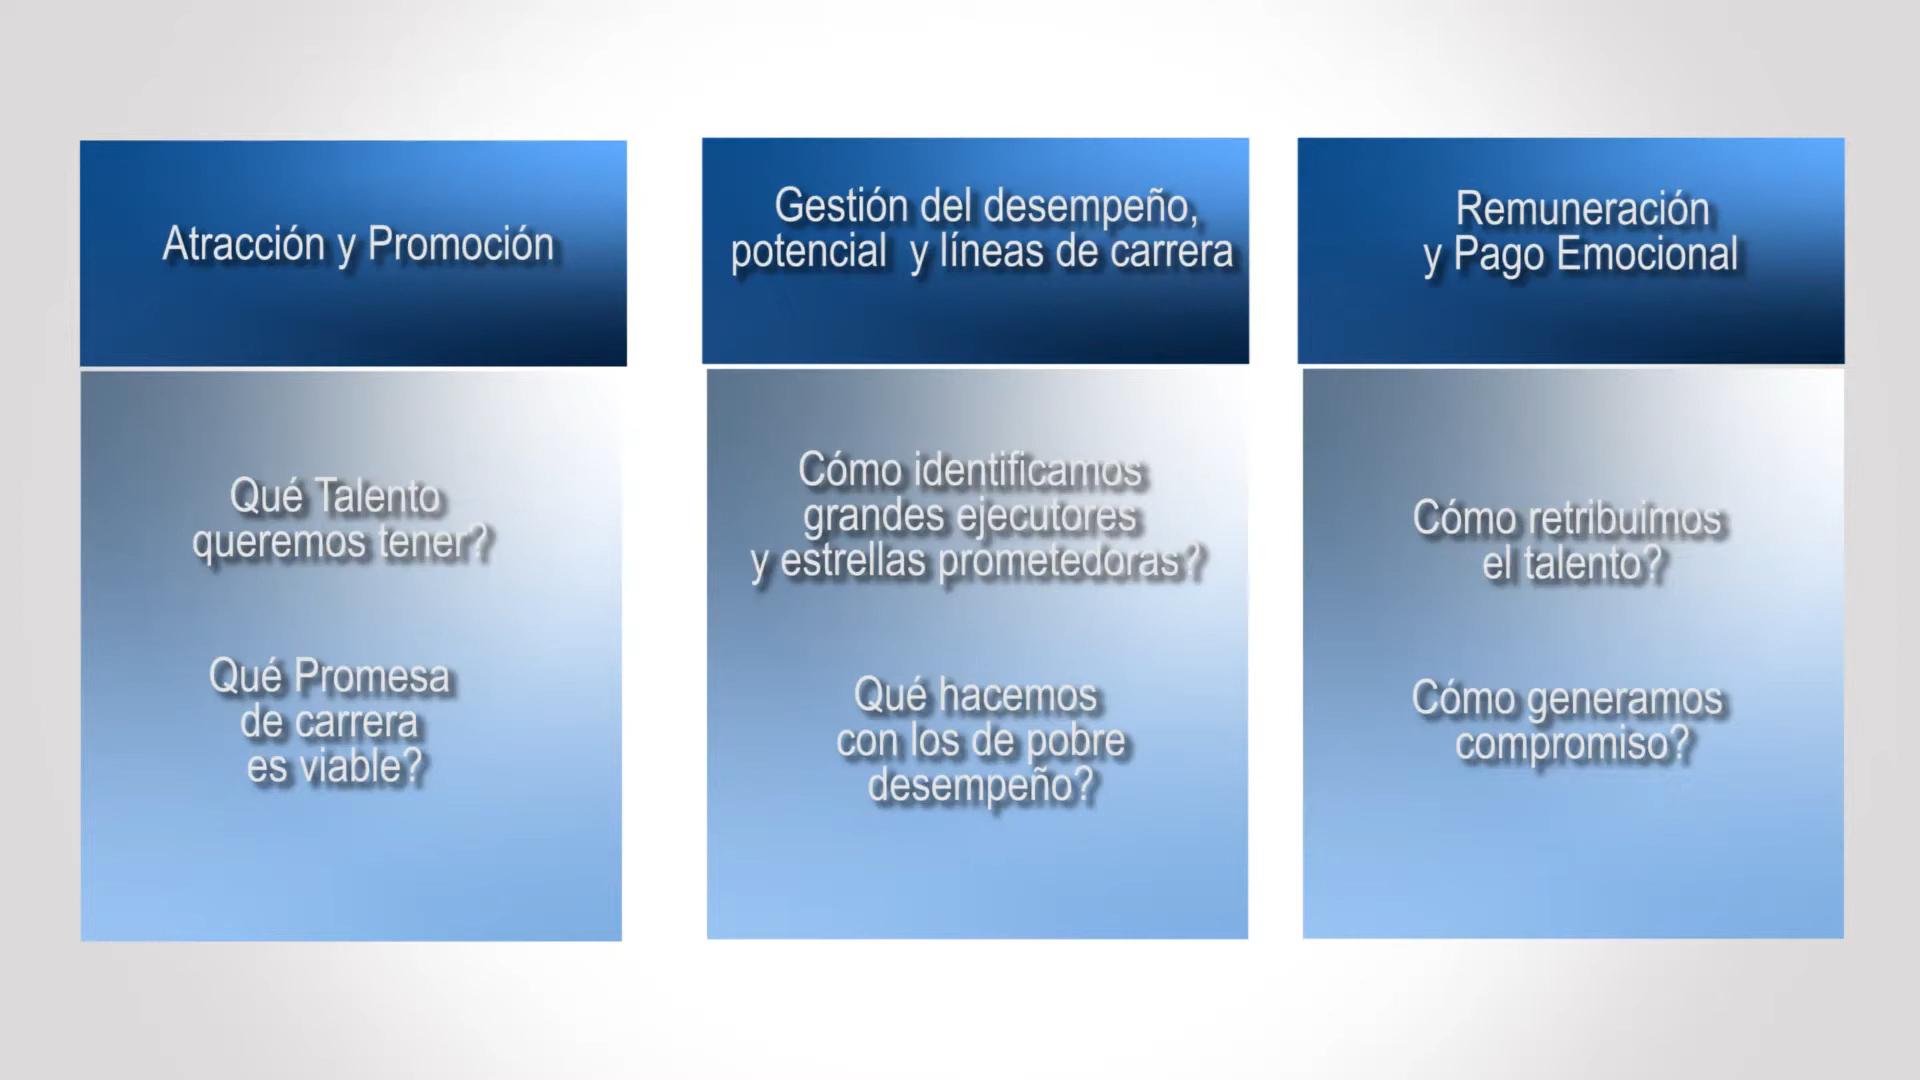 Atracción y Promoción
Qué Talento
queremos tener?
Qué Promesa
de carrera
es viable?
Gestión del desempeño,
potencial y líneas de carrera
Cómo identificamos
grandes ejecutores
y estrellas prometedoras?
Qué hacemos
con los de pobre
desempeño?
Remuneración
y Pago Emocional
Cómo retribuimos
el talento?
Cómo generamos
compromiso?